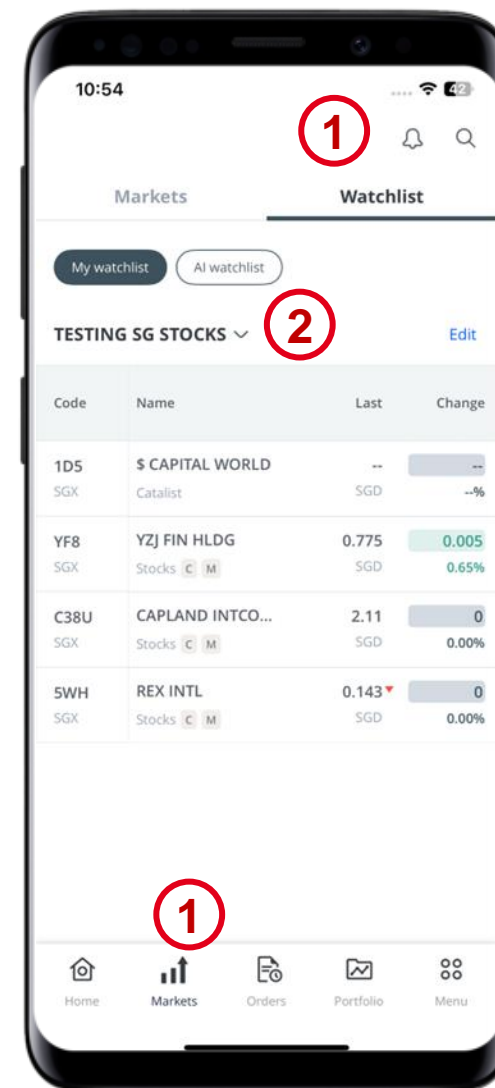 10:54
42
1
Markets Watchlist
My watchlist AI watchlist
TESTING SG STOCKS 2 Edit
Code Name Last Change
1D5 $ CAPITAL WORLD -- --
SGX Catalist SGD --%
YF8 YZJ FIN HLDG 0.775 0.005
SGX Stocks C M SGD 0.65%
C38U CAPLAND INTCO... 2.11 0
SGX Stocks C M SGD 0.00%
5WH REX INTL 0.143 0
SGX Stocks C M SGD 0.00%
1
Home Markets Orders Portfolio Menu